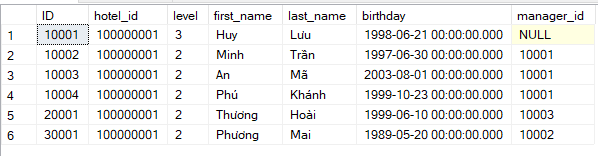 ID hotel_id level first_name last_name birthday manager_id
1 10001 100000001 3 Huy Lưu 1998-06-21 00:00:00.000 NULL
2 10002 100000001 2 Minh Trần 1997-06-30 00:00:00.000 10001
3 10003 100000001 2 An Mã 2003-08-01 00:00:00.000 10001
4 10004 100000001 2 Phú Khánh 1999-10-23 00:00:00.000 10001
5 20001 100000001 2 Thương Hoài 1999-06-10 00:00:00.000 10003
6 30001 100000001 2 Phương Mai 1989-05-20 00:00:00.000 10002